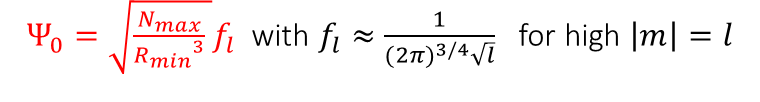 Ψ₀ = √(N_max / R_min³) f_l with f_l ≈ 1 / ((2π)^{3/4}√l) for high |m| = l